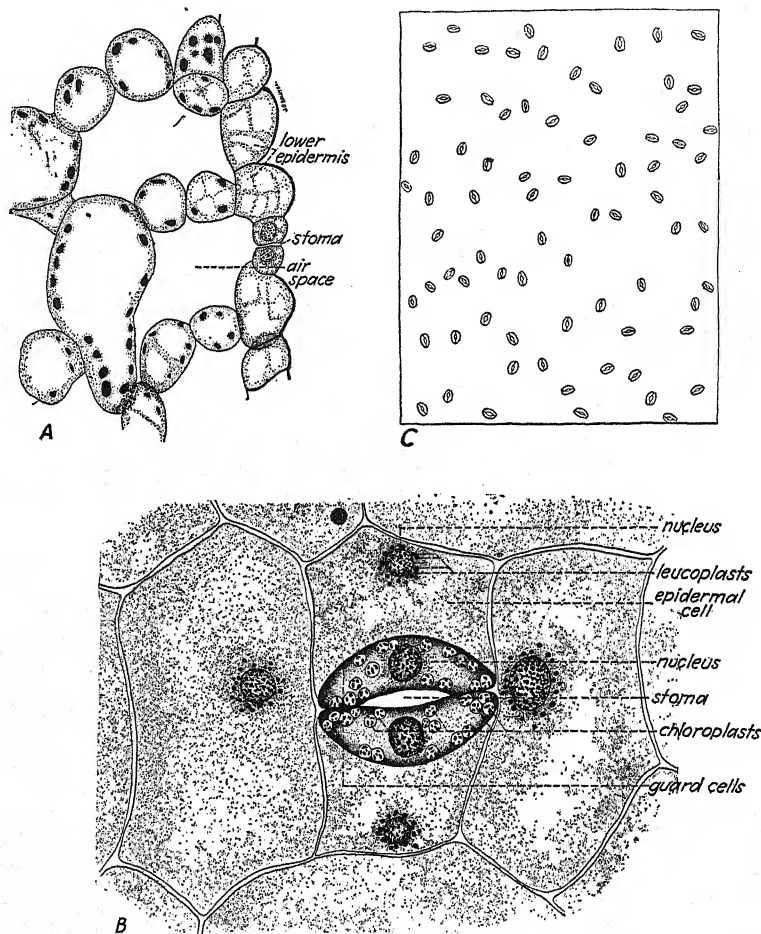 lower
epidermis
stoma
air
space
A
C
nucleus
leucoplasts
epidermal
cell
nucleus
stoma
chloroplasts
guard cells
B